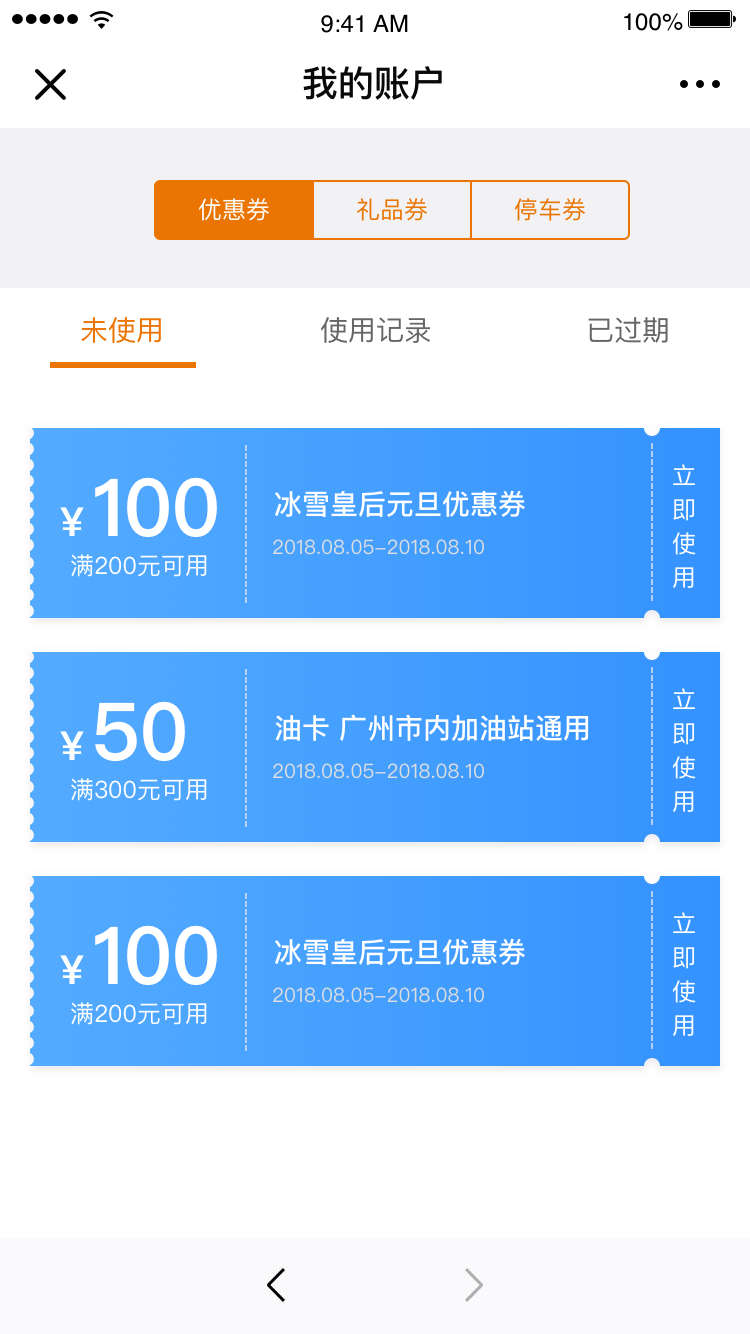 9:41 AM
100%
我的账户
优惠券
礼品券
停车券
未使用
使用记录
已过期
¥100
满200元可用
冰雪皇后元旦优惠券
2018.08.05-2018.08.10
立即使用
¥50
满300元可用
油卡 广州市内加油站通用
2018.08.05-2018.08.10
立即使用
¥100
满200元可用
冰雪皇后元旦优惠券
2018.08.05-2018.08.10
立即使用